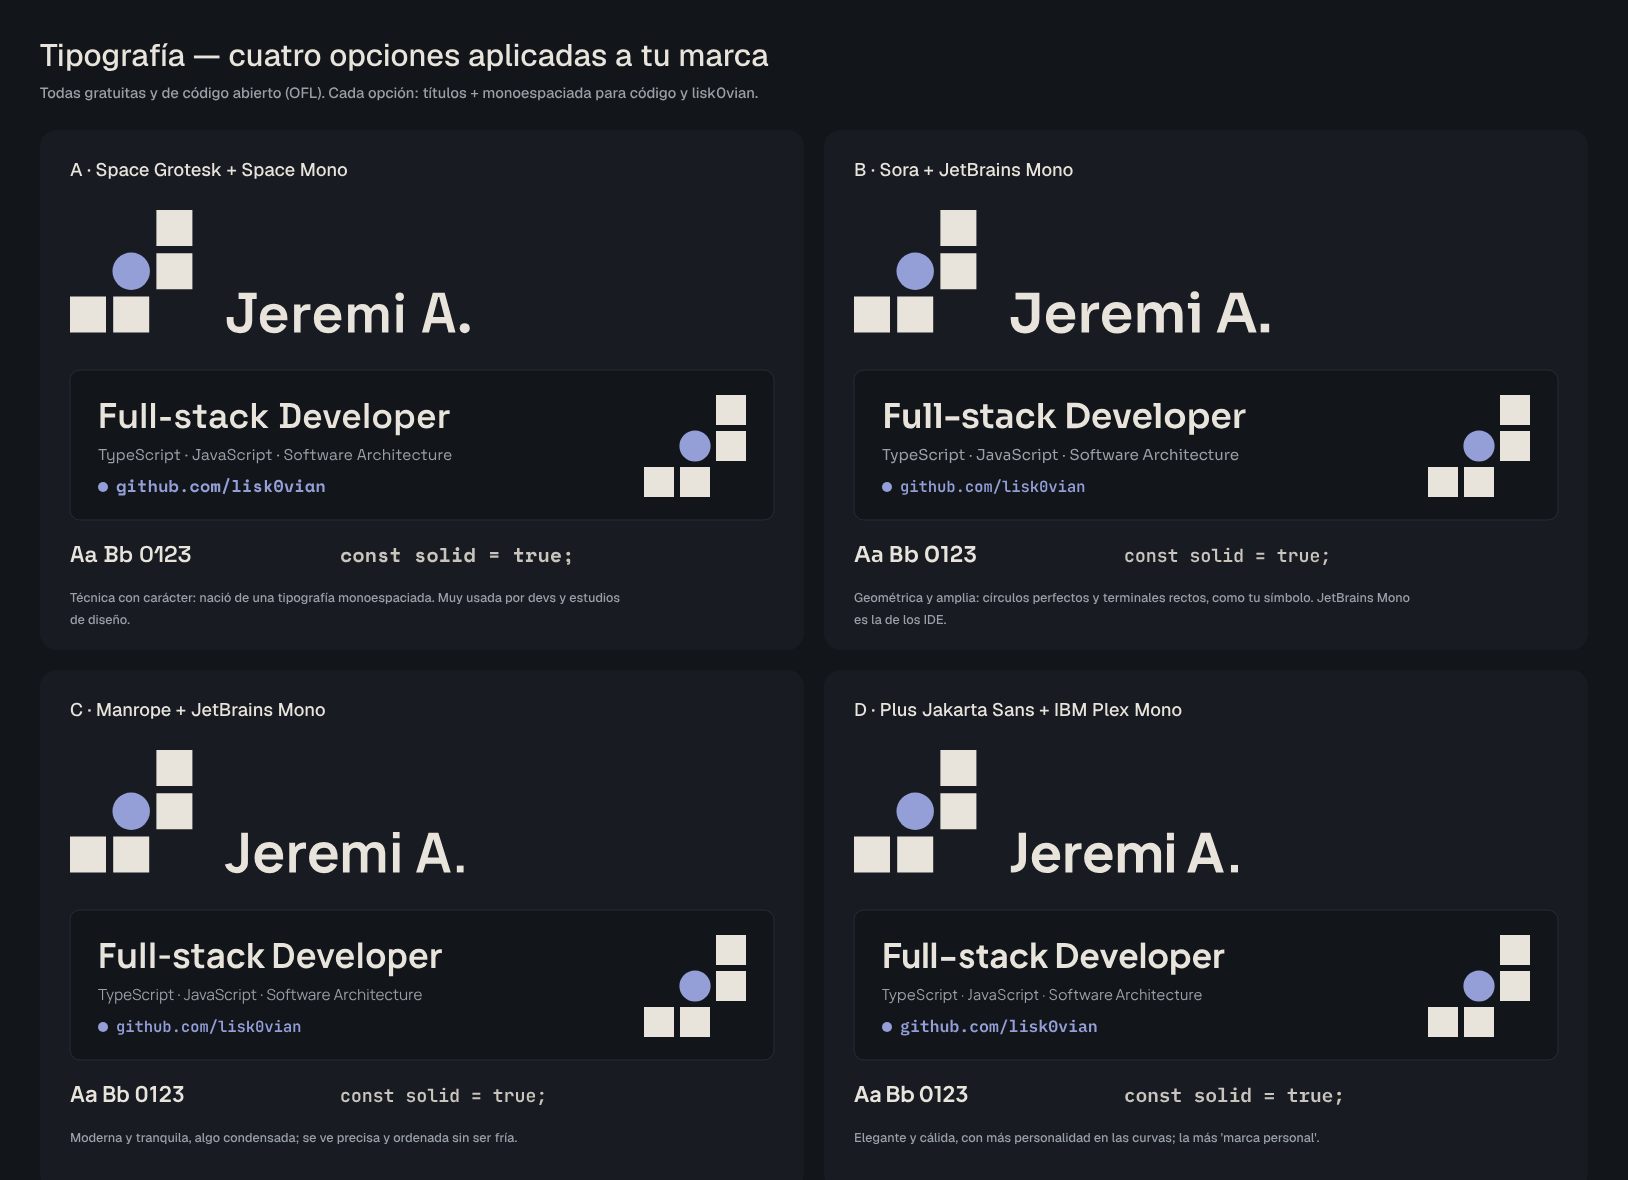 Tipografía — cuatro opciones aplicadas a tu marca
Todas gratuitas y de código abierto (OFL). Cada opción: títulos + monoespaciada para código y lisk0vian.
A · Space Grotesk + Space Mono
Jeremi A.
Full-stack Developer
TypeScript · JavaScript · Software Architecture
github.com/lisk0vian
Aa Bb 0123
const solid = true;
Técnica con carácter: nació de una tipografía monoespaciada. Muy usada por devs y estudios
de diseño.
B · Sora + JetBrains Mono
Jeremi A.
Full-stack Developer
TypeScript · JavaScript · Software Architecture
github.com/lisk0vian
Aa Bb 0123
const solid = true;
Geométrica y amplia: círculos perfectos y terminales rectos, como tu símbolo. JetBrains Mono
es la de los IDE.
C · Manrope + JetBrains Mono
Jeremi A.
Full-stack Developer
TypeScript · JavaScript · Software Architecture
github.com/lisk0vian
Aa Bb 0123
const solid = true;
Moderna y tranquila, algo condensada; se ve precisa y ordenada sin ser fría.
D · Plus Jakarta Sans + IBM Plex Mono
Jeremi A.
Full-stack Developer
TypeScript · JavaScript · Software Architecture
github.com/lisk0vian
Aa Bb 0123
const solid = true;
Elegante y cálida, con más personalidad en las curvas; la más 'marca personal'.